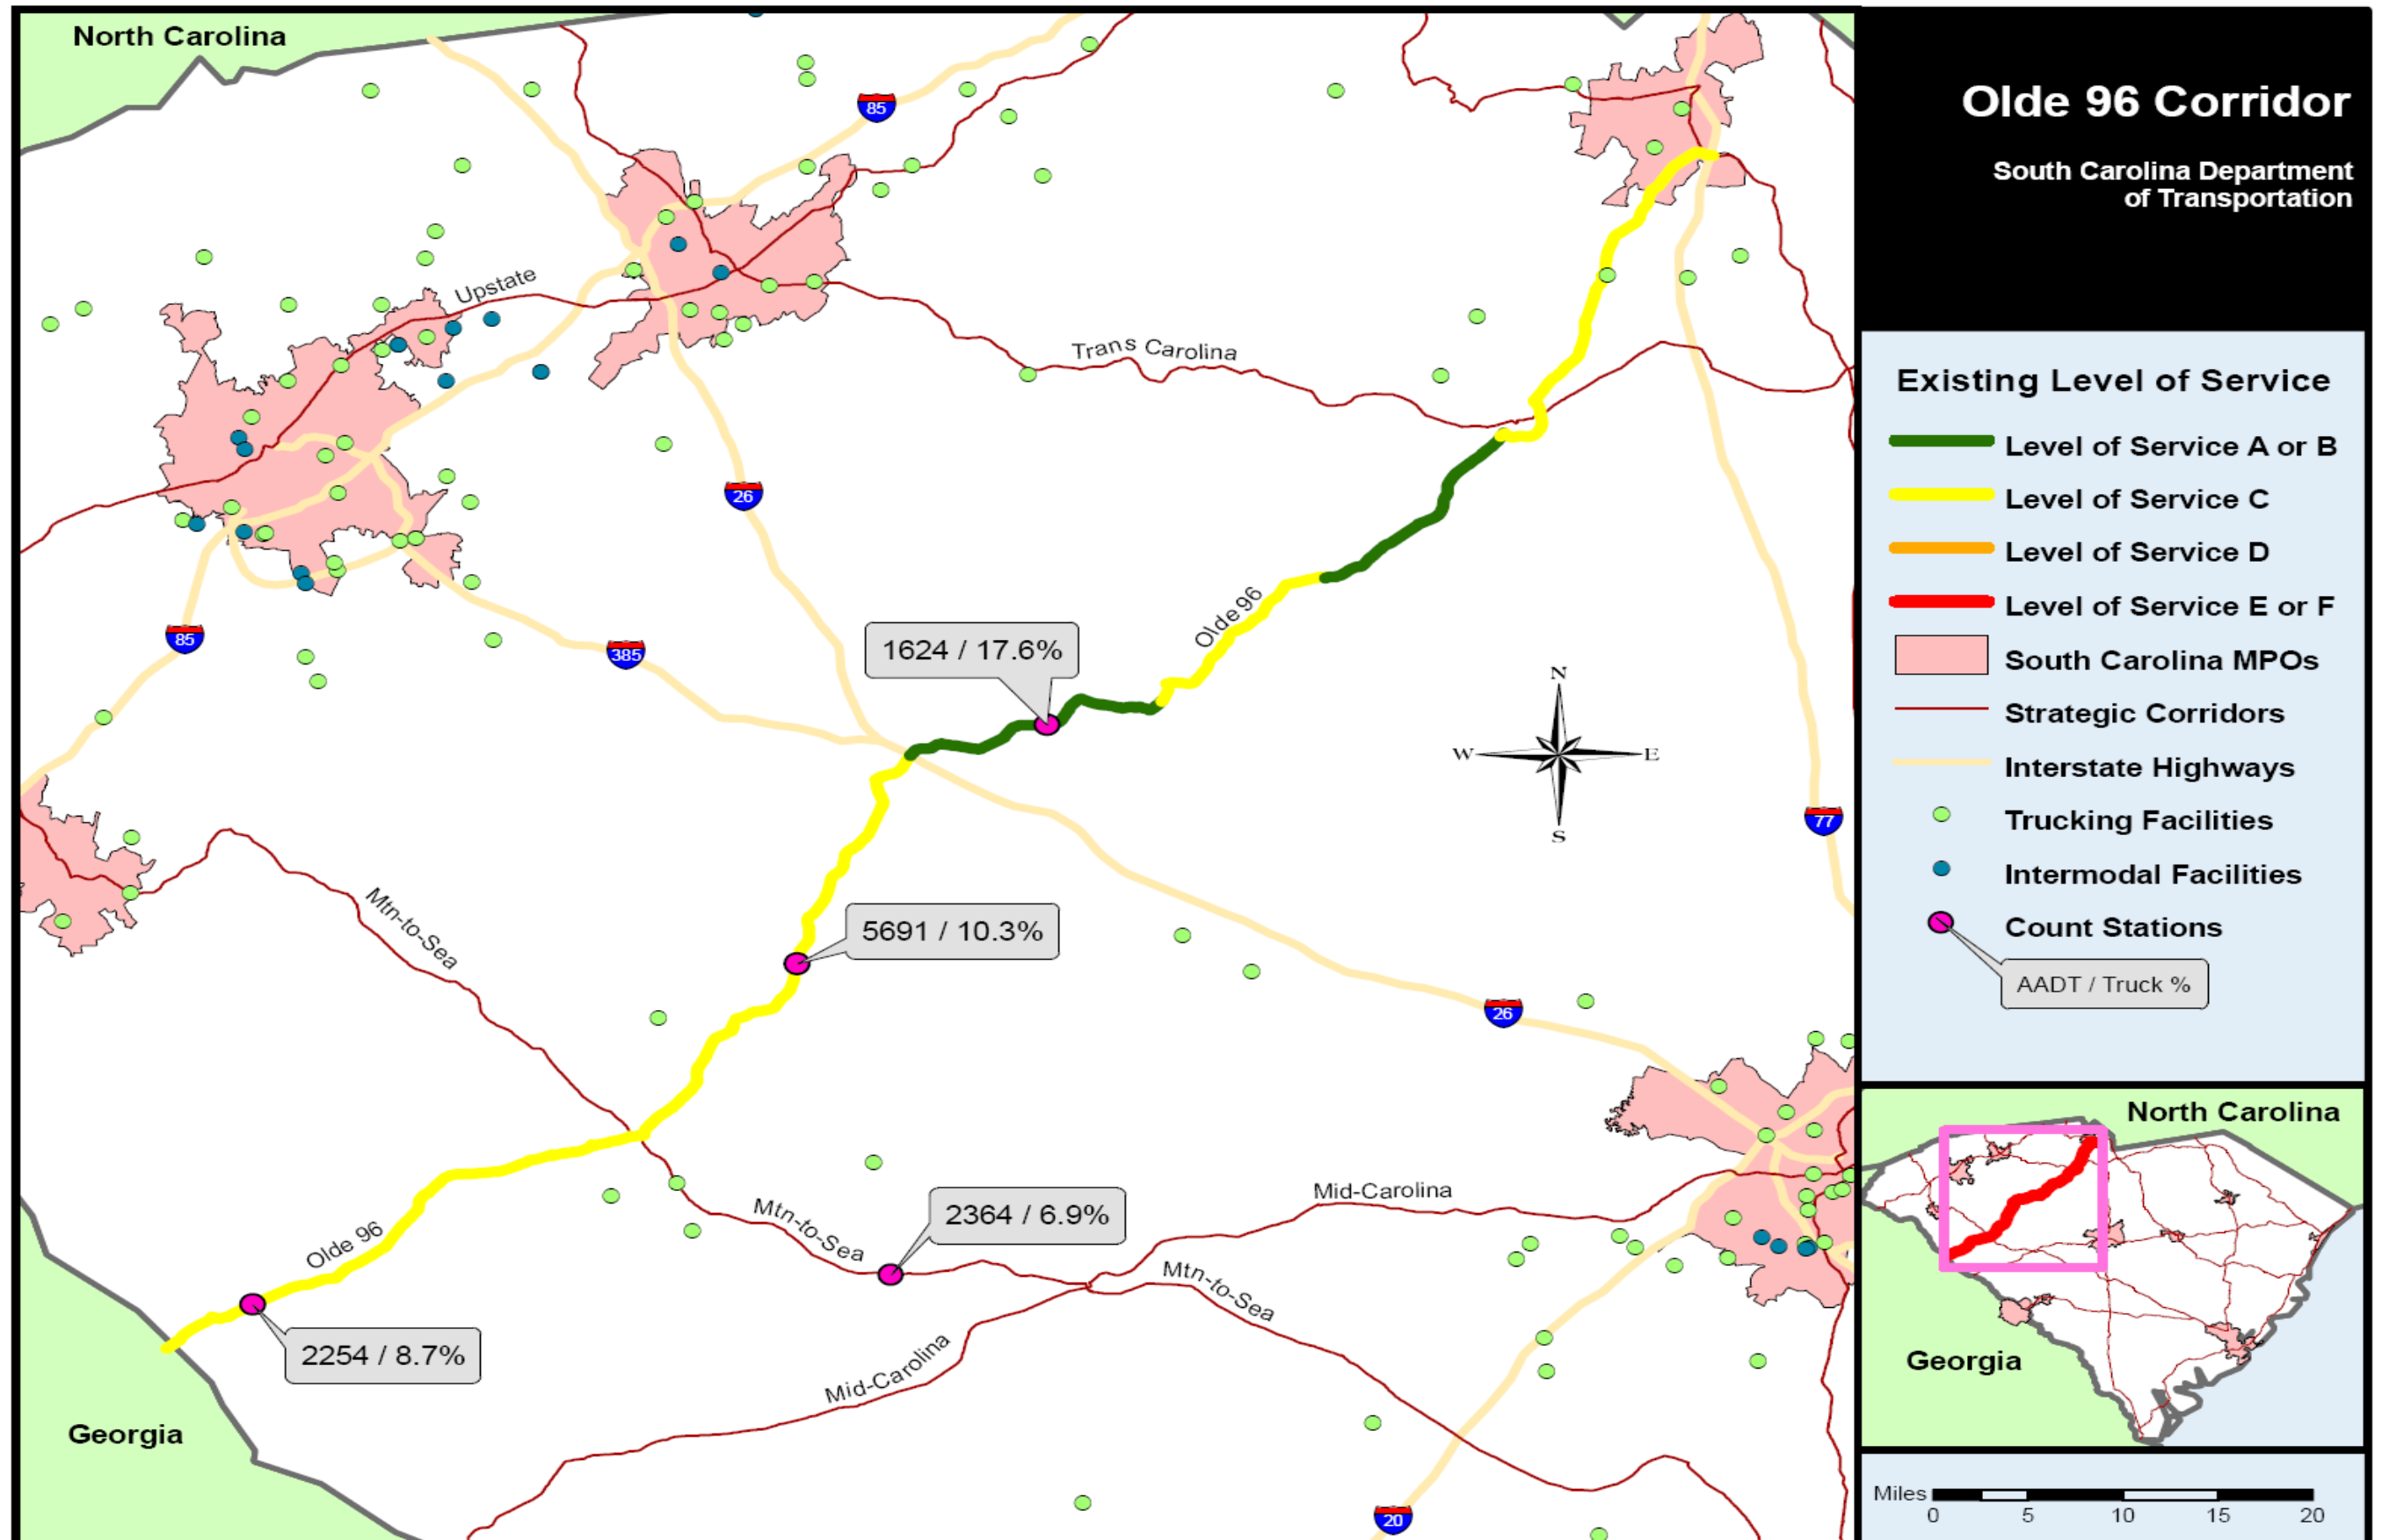 North Carolina
85
Upstate
Trans Carolina
26
85
385
1624 / 17.6%
Olde 96
N
W
E
S
77
Mtn-to-Sea
5691 / 10.3%
26
Mtn-to-Sea
2364 / 6.9%
Mid-Carolina
Olde 96
Mtn-to-Sea
2254 / 8.7%
Mid-Carolina
Georgia
20
Olde 96 Corridor
South Carolina Department
of Transportation
Existing Level of Service
Level of Service A or B
Level of Service C
Level of Service D
Level of Service E or F
South Carolina MPOs
Strategic Corridors
Interstate Highways
Trucking Facilities
Intermodal Facilities
Count Stations
AADT / Truck %
North Carolina
Georgia
Miles
0 5 10 15 20